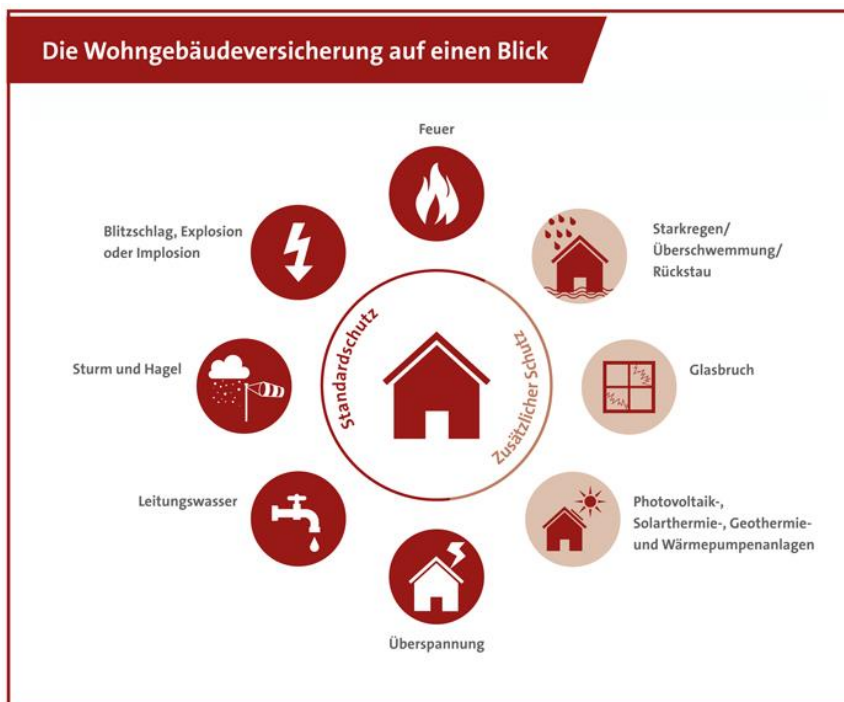 Die Wohngebäudeversicherung auf einen Blick
Feuer
Blitzschlag, Explosion
oder Implosion
Starkregen/
Überschwemmung/
Rückstau
Standardschutz
Zusätzlicher Schutz
Sturm und Hagel
Glasbruch
Leitungswasser
Photovoltaik-,
Solarthermie-, Geothermie-
und Wärmepumpenanlagen
Überspannung